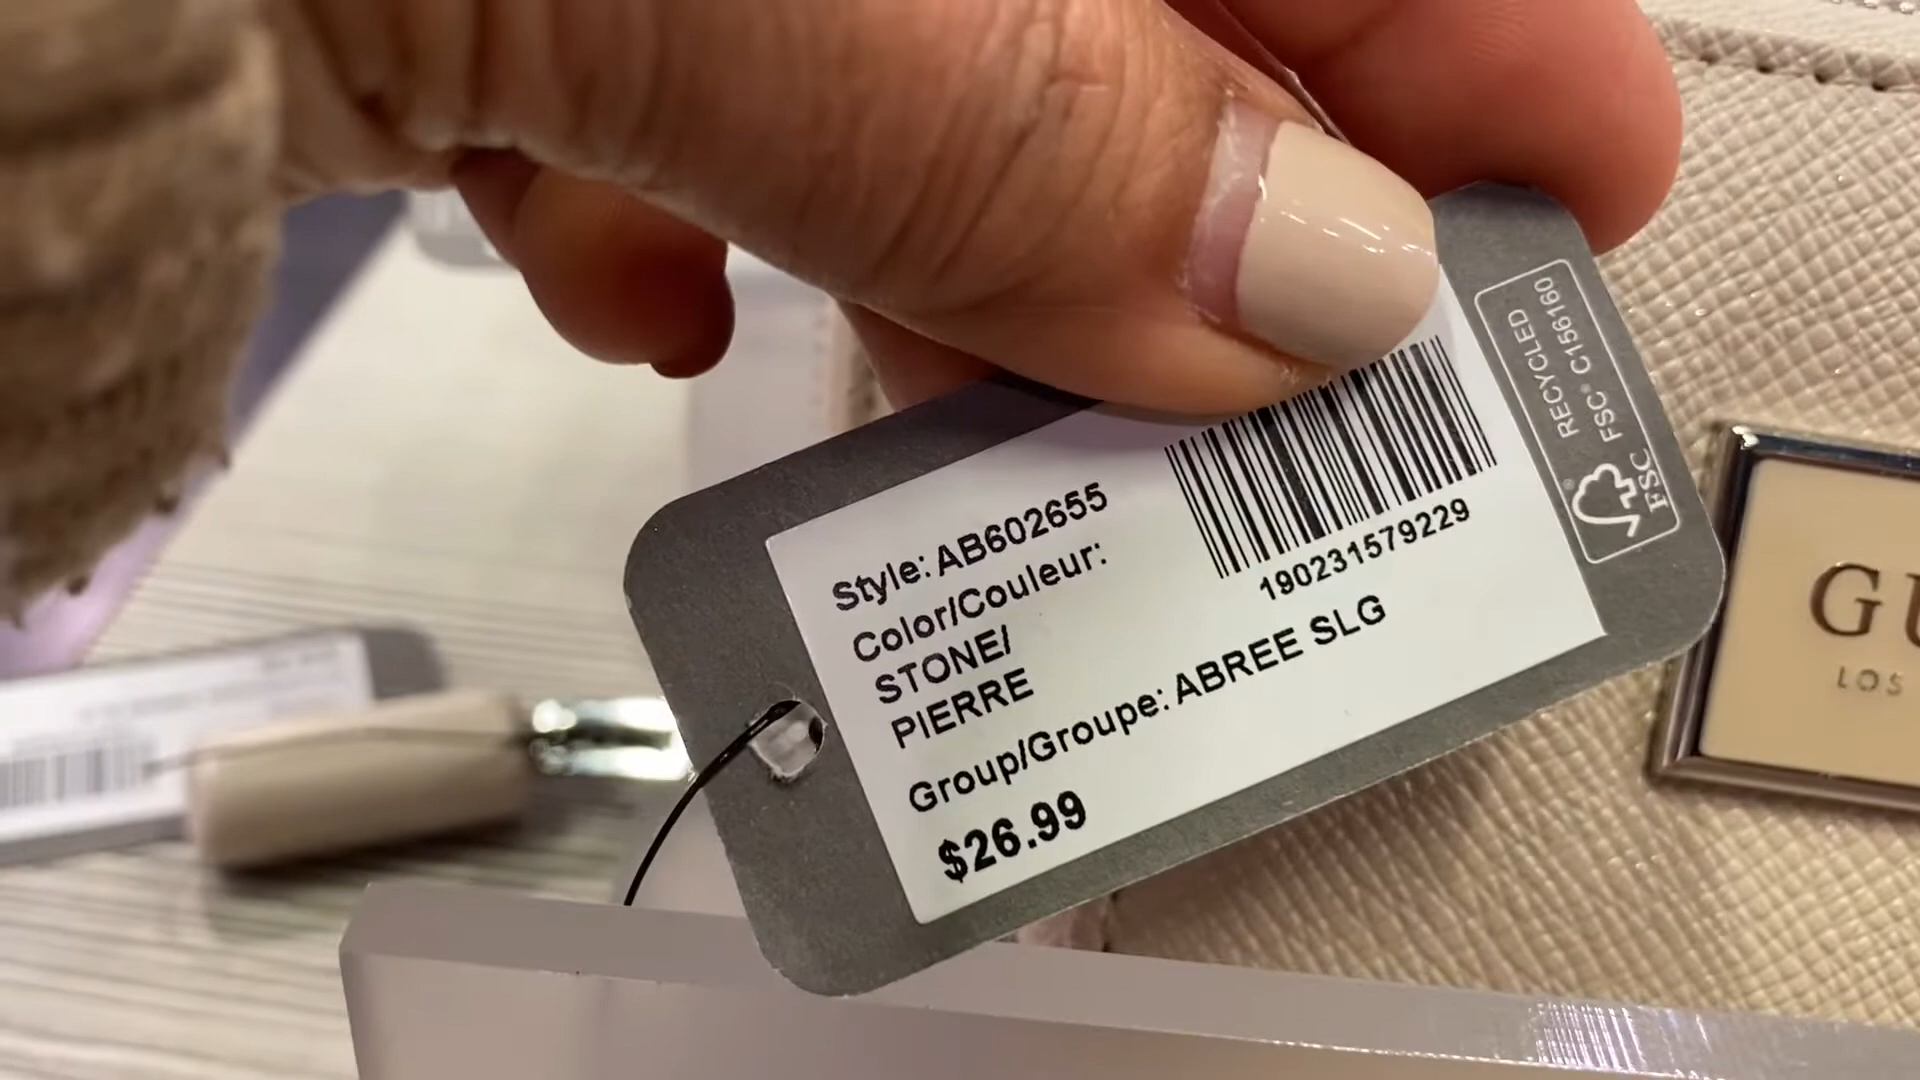 Style: AB602655
Color/Couleur:
STONE/
PIERRE
Group/Groupe: ABREE SLG
$26.99
190231579229
RECYCLED
FSC® C156160
FSC
®
GU
LOS